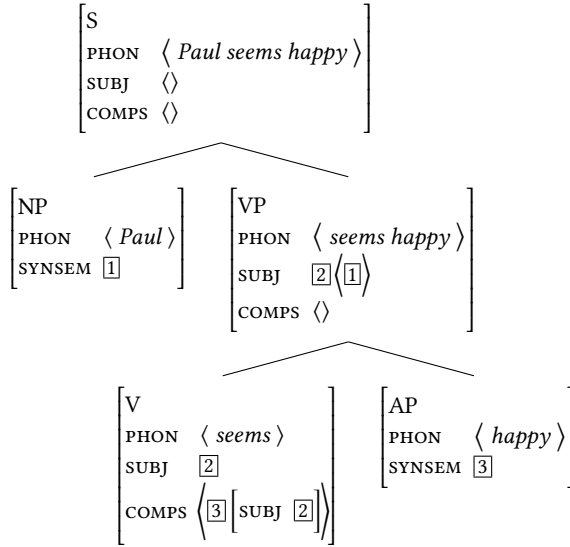 S
PHON ⟨ Paul seems happy ⟩
SUBJ ⟨⟩
COMPS ⟨⟩
NP
PHON ⟨ Paul ⟩
SYNSEM 1
VP
PHON ⟨ seems happy ⟩
SUBJ 2⟨1⟩
COMPS ⟨⟩
V
PHON ⟨ seems ⟩
SUBJ 2
COMPS ⟨3[SUBJ 2]⟩
AP
PHON ⟨ happy ⟩
SYNSEM 3